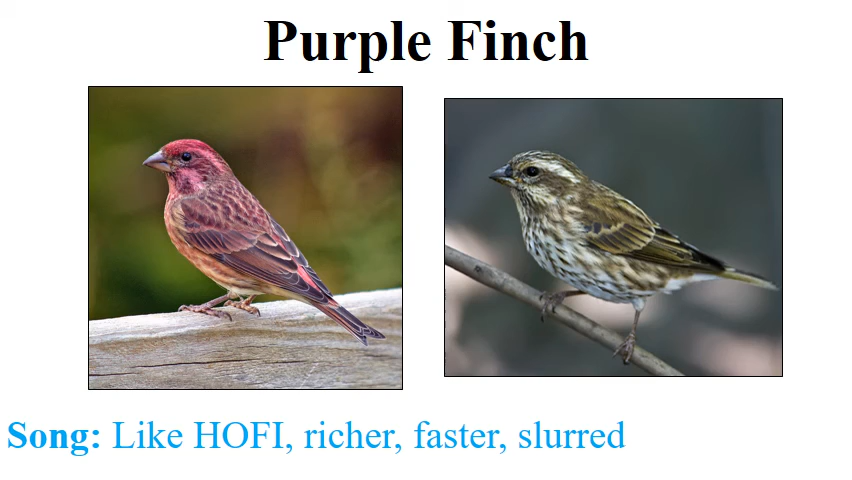 Purple Finch
Song: Like HOFI, richer, faster, slurred